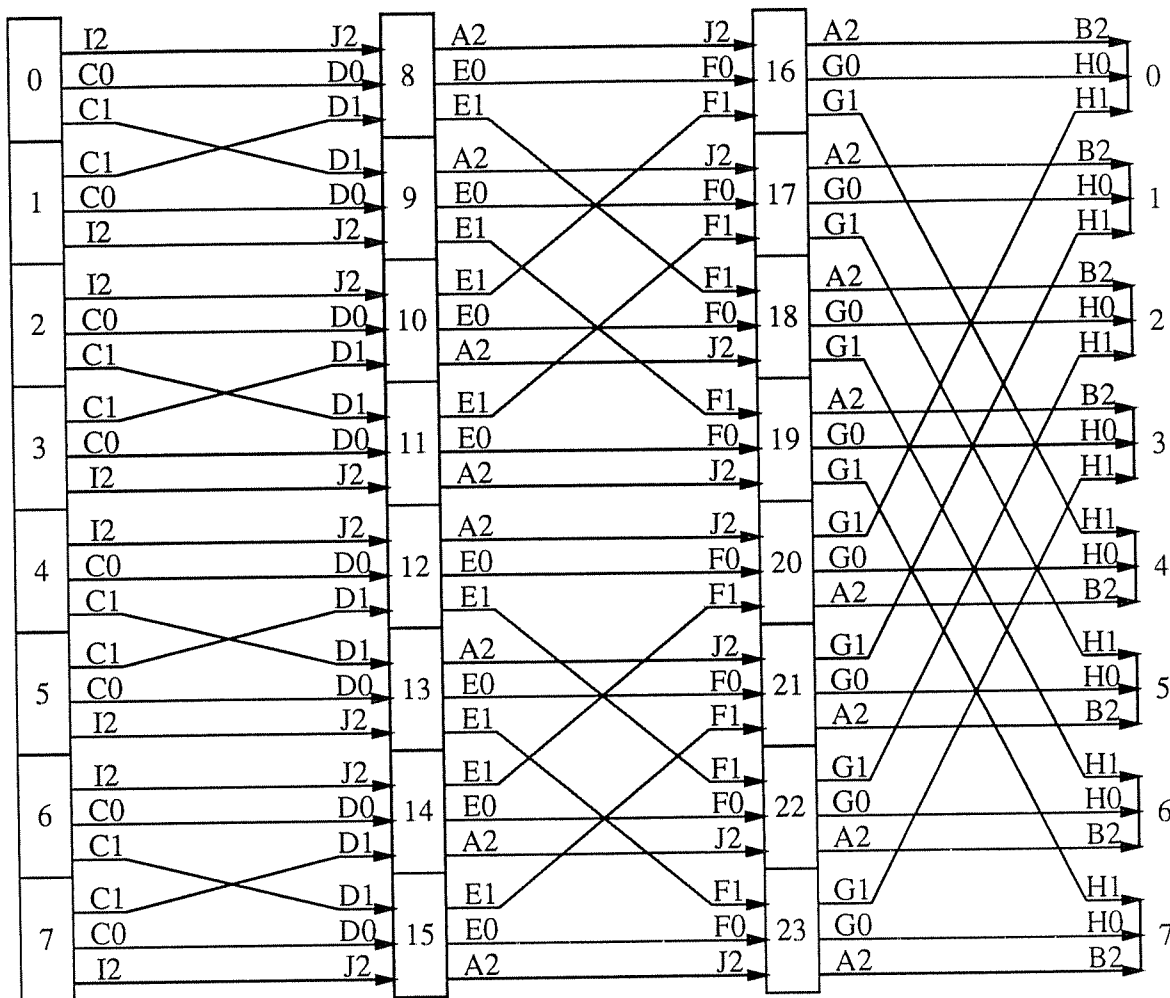 I2 J2 A2 J2 A2 B2
0 C0 D0 8 E0 F0 16 G0 H0 0
C1 D1 E1 F1 G1 H1
C1 D1 A2 J2 A2 B2
1 C0 D0 9 E0 F0 17 G0 H0 1
I2 J2 E1 F1 G1 H1
I2 J2 E1 F1 A2 B2
2 C0 D0 10 E0 F0 18 G0 H0 2
C1 D1 A2 J2 G1 H1
C1 D1 E1 F1 A2 B2
3 C0 D0 11 E0 F0 19 G0 H0 3
I2 J2 A2 J2 G1 H1
I2 J2 A2 J2 G1 H1
4 C0 D0 12 E0 F0 20 G0 H0 4
C1 D1 E1 F1 A2 B2
C1 D1 A2 J2 G1 H1
5 C0 D0 13 E0 F0 21 G0 H0 5
I2 J2 E1 F1 A2 B2
I2 J2 E1 F1 G1 H1
6 C0 D0 14 E0 F0 22 G0 H0 6
C1 D1 A2 J2 A2 B2
C1 D1 E1 F1 G1 H1
7 C0 D0 15 E0 F0 23 G0 H0 7
I2 J2 A2 J2 A2 B2